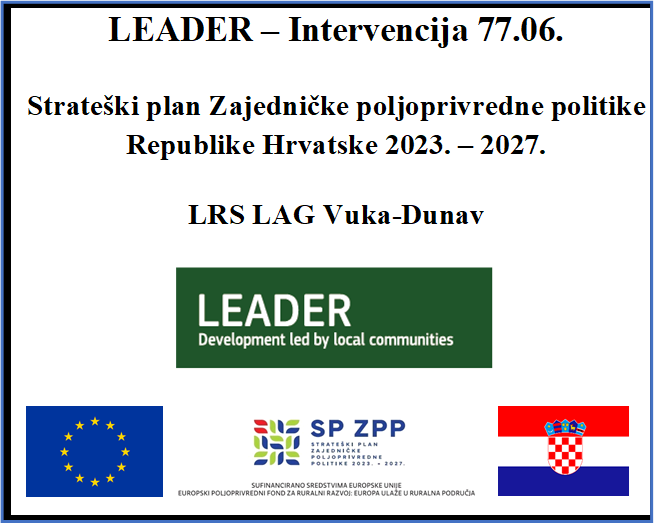 LEADER – Intervencija 77.06.
Strateški plan Zajedničke poljoprivredne politike
Republike Hrvatske 2023. – 2027.
LRS LAG Vuka-Dunav
LEADER
Development led by local communities
SP ZPP
STRATEŠKI PLAN
ZAJEDNIČKE
POLJOPRIVREDNE
POLITIKE 2023. – 2027.
SUFINANCIRANO SREDSTVIMA EUROPSKE UNIJE
EUROPSKI POLJOPRIVREDNI FOND ZA RURALNI RAZVOJ: EUROPA ULAŽE U RURALNA PODRUČJA